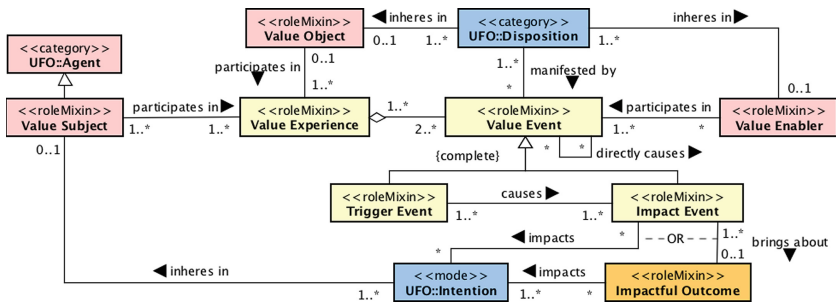 <<roleMixin>>
Value Object
◀ inheres in
<<category>>
UFO::Disposition
inheres in ▶
0..1
1..*
1..*
<<category>>
UFO::Agent
0..1
participates in
▼
1..*
1..*
manifested by
▼
*
0..1
<<roleMixin>>
Value Subject
participates in ▶
1..*
1..*
<<roleMixin>>
Value Experience
1..*
2..*
<<roleMixin>>
Value Event
◀ participates in
1..*
*
<<roleMixin>>
Value Enabler
0..1
{complete}
*
*
directly causes ▶
<<roleMixin>>
Trigger Event
causes ▶
1..*
1..*
<<roleMixin>>
Impact Event
*
◀ impacts
*
OR
1..*
0..1
brings about
▼
◀ inheres in
1..*
<<mode>>
UFO::Intention
◀ impacts
1..*
*
<<roleMixin>>
Impactful Outcome